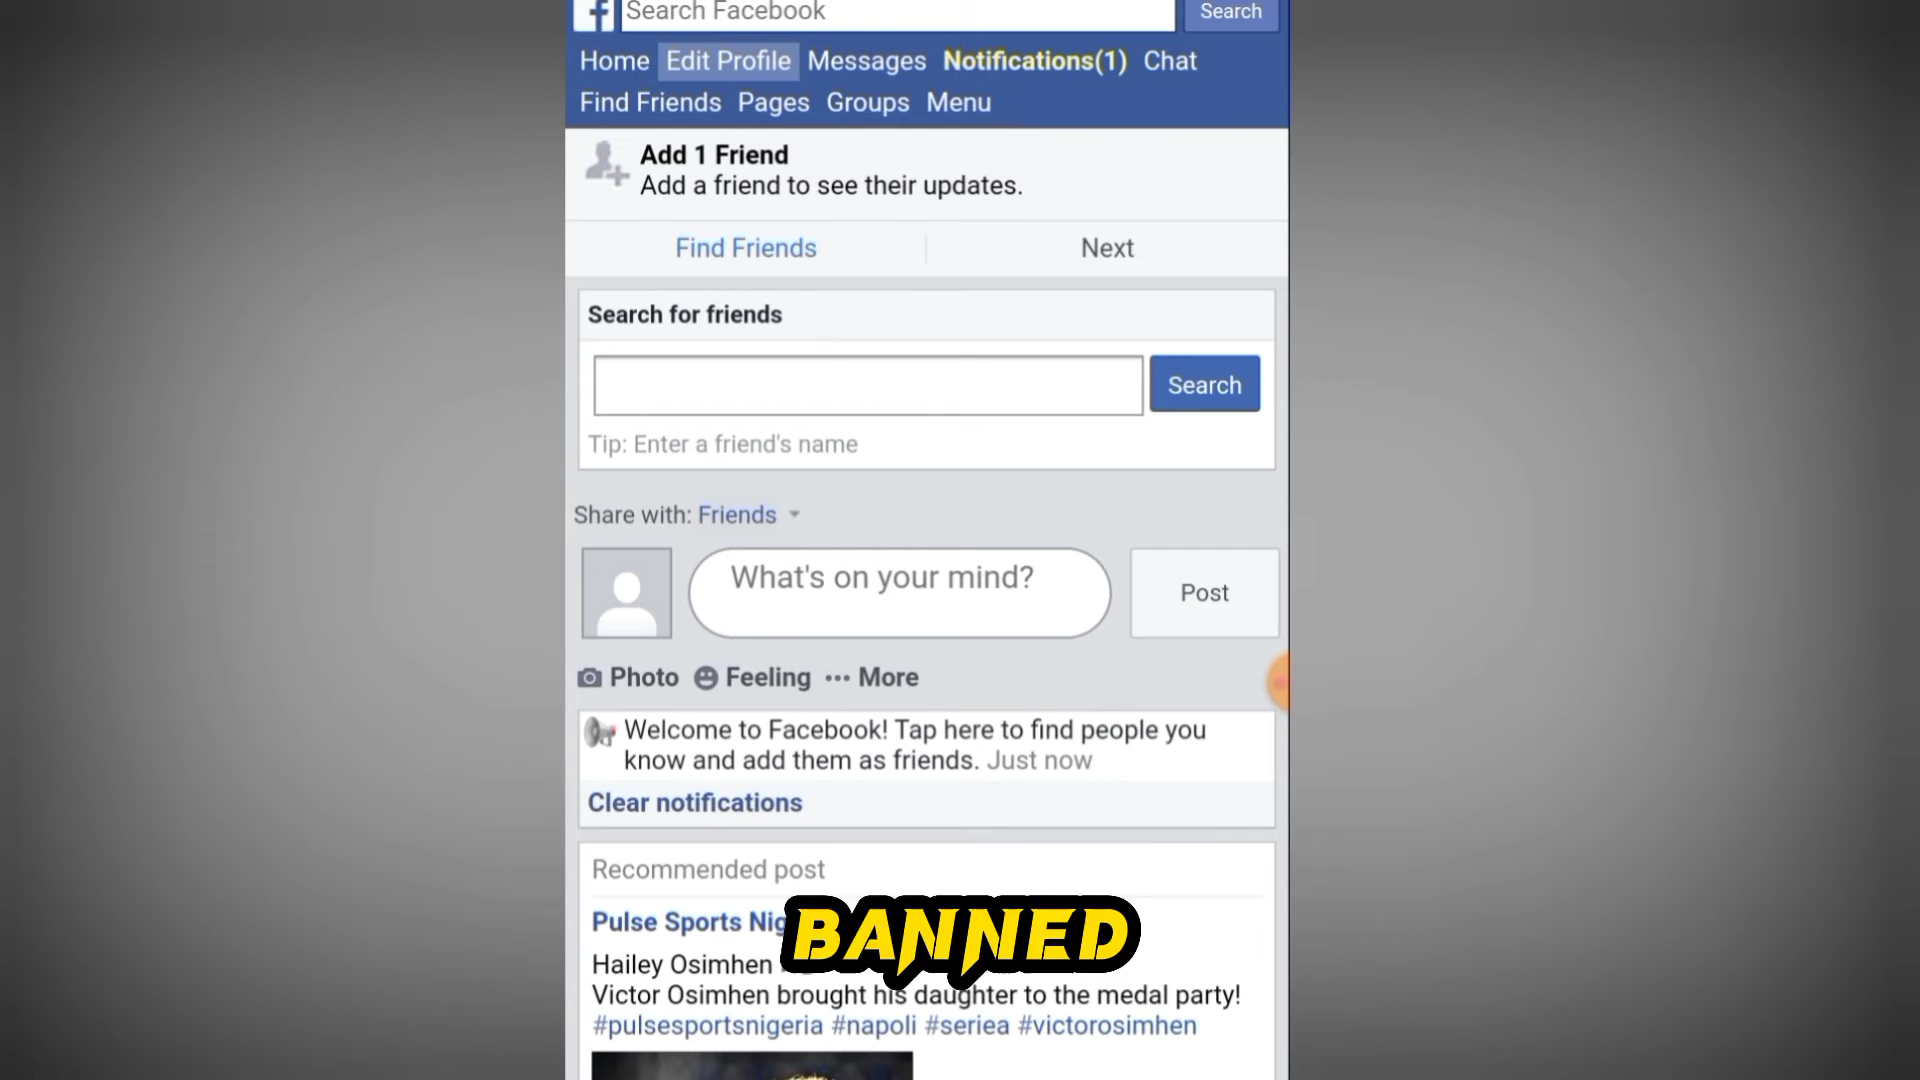 Search Facebook Search
Home Edit Profile Messages Notifications(1) Chat
Find Friends Pages Groups Menu
Add 1 Friend
Add a friend to see their updates.
Find Friends Next
Search for friends
Search
Tip: Enter a friend's name
Share with: Friends
What's on your mind? Post
Photo Feeling ••• More
Welcome to Facebook! Tap here to find people you
know and add them as friends. Just now
Clear notifications
Recommended post
Pulse Sports
BANNED
Hailey Osimhen
Victor Osimhen brought his daughter to the medal party!
#pulsesportsnigeria #napoli #seriea #victorosimhen